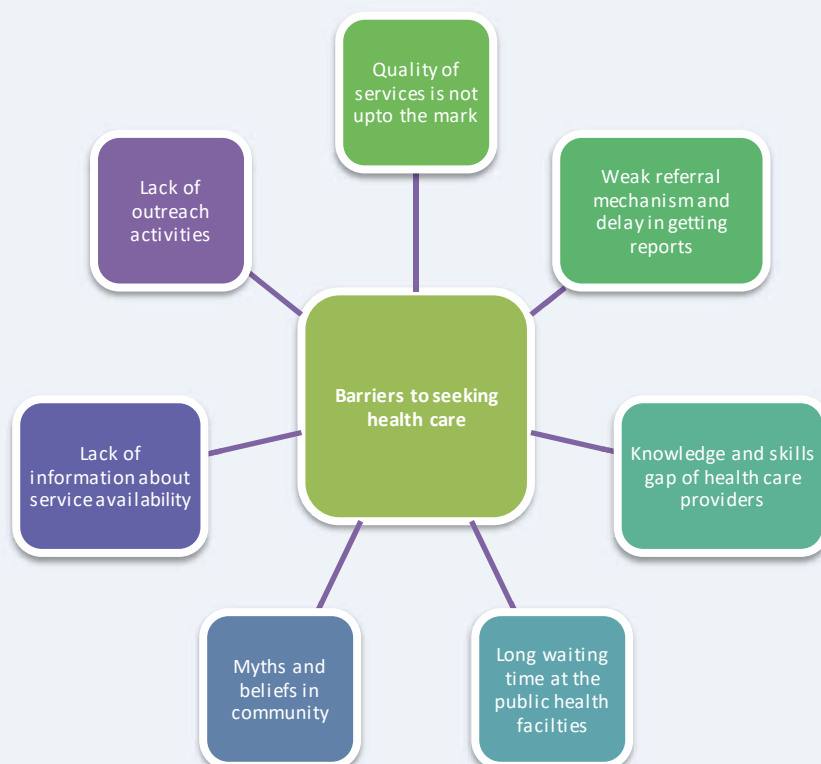 Quality of
services is not
upto the mark
Weak referral
mechanism and
delay in getting
reports
Knowledge and skills
gap of health care
providers
Long waiting
time at the
public health
facilties
Myths and
beliefs in
community
Lack of
information about
service availability
Lack of
outreach
activities
Barriers to seeking
health care